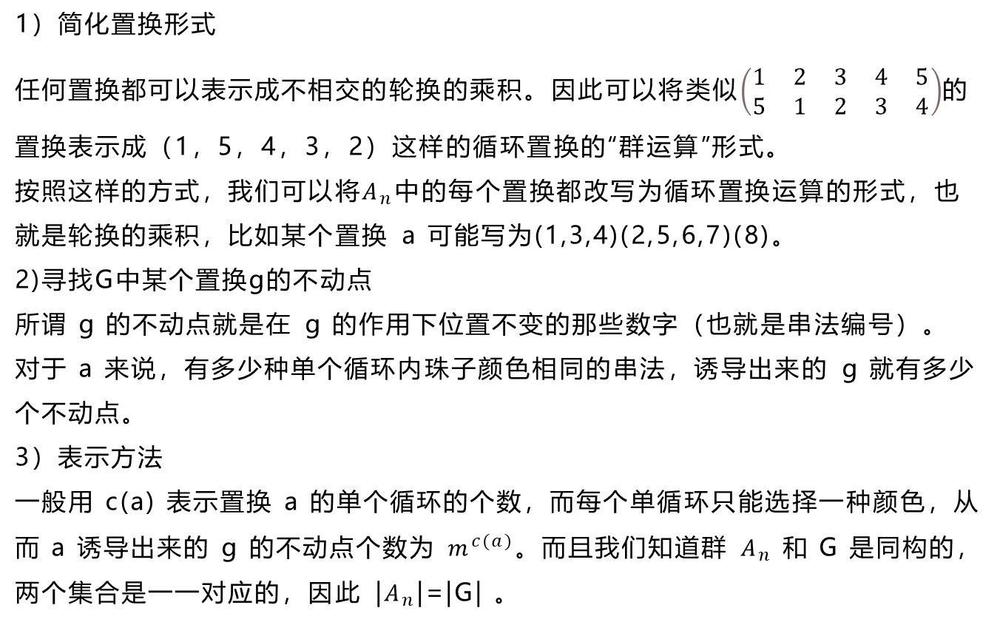 1）简化置换形式
任何置换都可以表示成不相交的轮换的乘积。因此可以将类似(1 2 3 4 5
5 1 2 3 4)的
置换表示成（1，5，4，3，2）这样的循环置换的“群运算”形式。
按照这样的方式，我们可以将Aₙ中的每个置换都改写为循环置换运算的形式，也
就是轮换的乘积，比如某个置换 a 可能写为(1,3,4)(2,5,6,7)(8)。
2)寻找G中某个置换g的不动点
所谓 g 的不动点就是在 g 的作用下位置不变的那些数字（也就是串法编号）。
对于 a 来说，有多少种单个循环内珠子颜色相同的串法，诱导出来的 g 就有多少
个不动点。
3）表示方法
一般用 c(a) 表示置换 a 的单个循环的个数，而每个单循环只能选择一种颜色，从
而 a 诱导出来的 g 的不动点个数为 m^{c(a)}。而且我们知道群 Aₙ 和 G 是同构的，
两个集合是一一对应的，因此 |Aₙ|=|G| 。